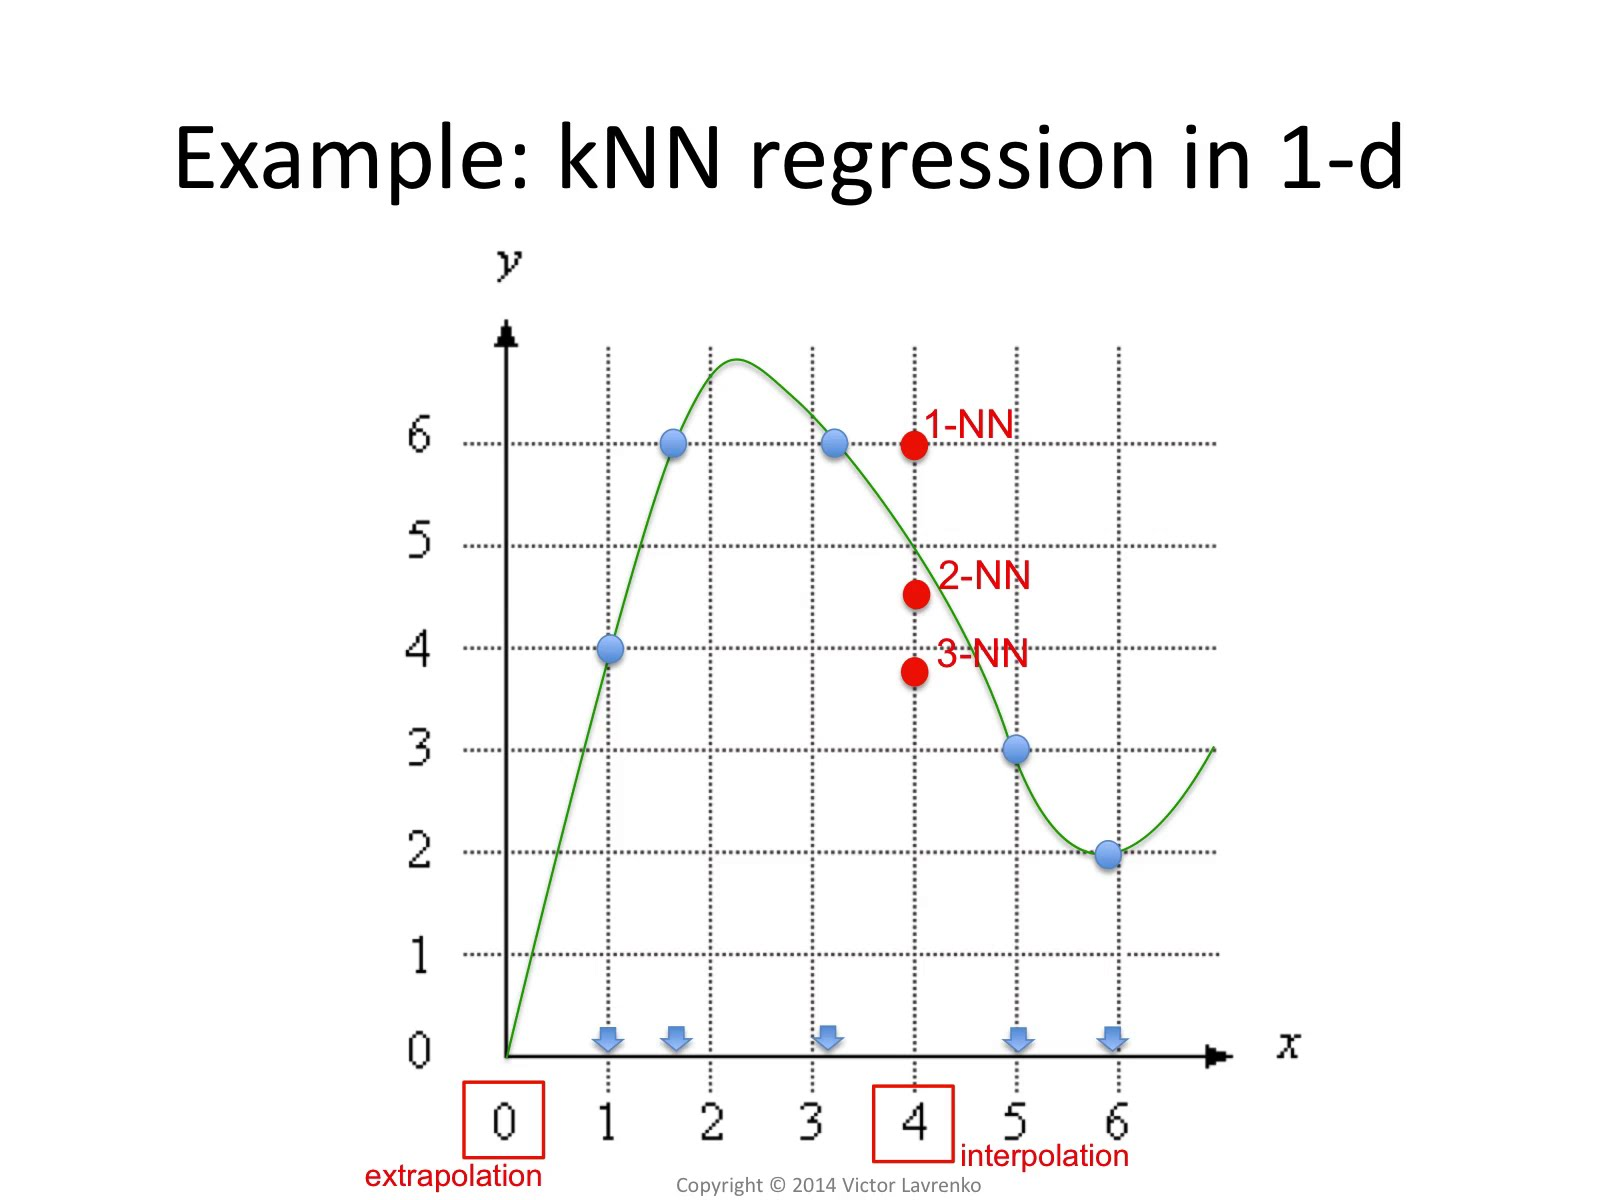 Example: kNN regression in 1-d
y
6
1-NN
5
2-NN
4
3-NN
3
2
1
0
x
0 1 2 3 4 5 6
extrapolation
interpolation
Copyright © 2014 Victor Lavrenko